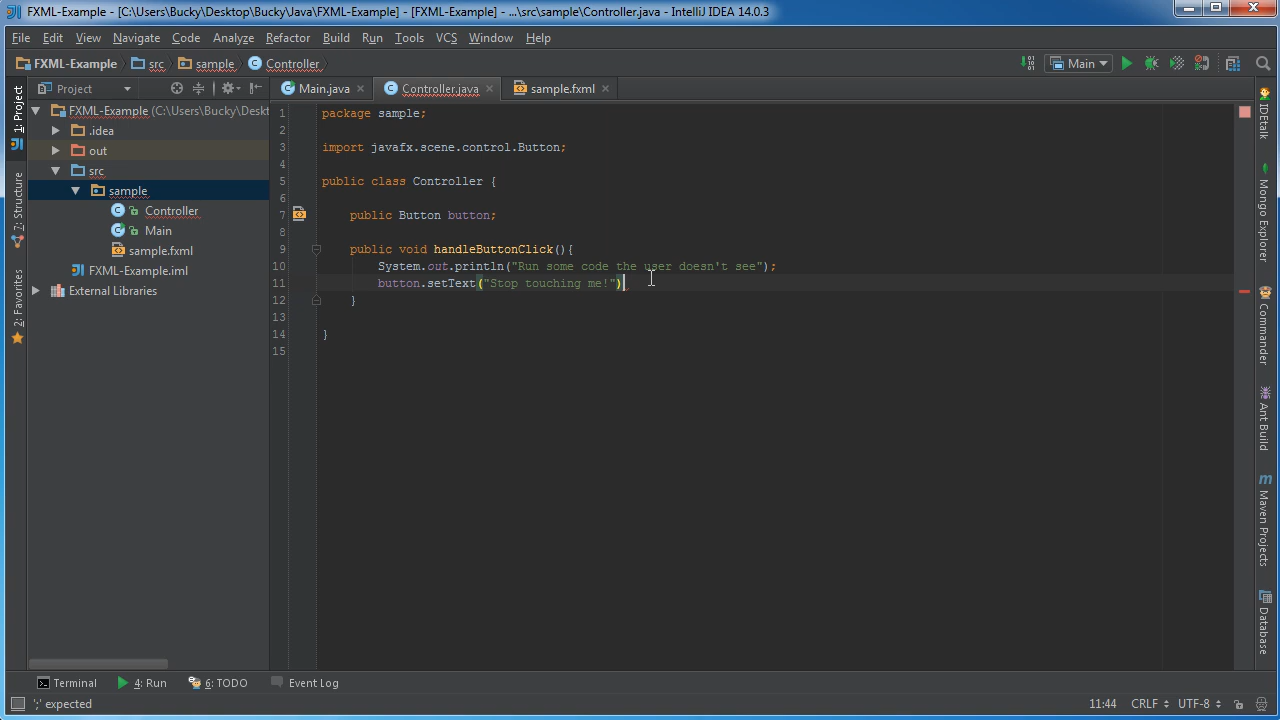 FXML-Example - [C:\Users\Bucky\Desktop\Bucky\Java\FXML-Example] - [FXML-Example] - ...\src\sample\Controller.java - IntelliJ IDEA 14.0.3
File Edit View Navigate Code Analyze Refactor Build Run Tools VCS Window Help
FXML-Example src sample Controller Main
Project Main.java Controller.java sample.fxml
1: Project
7: Structure
2: Favorites
FXML-Example (C:\Users\Bucky\Deskt
.idea
out
src
sample
Controller
Main
sample.fxml
FXML-Example.iml
External Libraries
1 package sample;
2
3 import javafx.scene.control.Button;
4
5 public class Controller {
6
7 public Button button;
8
9 public void handleButtonClick(){
10 System.out.println("Run some code the user doesn't see");
11 button.setText("Stop touching me!")
12 }
13
14 }
15
IDEtalk
Mongo Explorer
Commander
Ant Build
Maven Projects
Database
Terminal 4: Run 6: TODO Event Log
';' expected 11:44 CRLF UTF-8